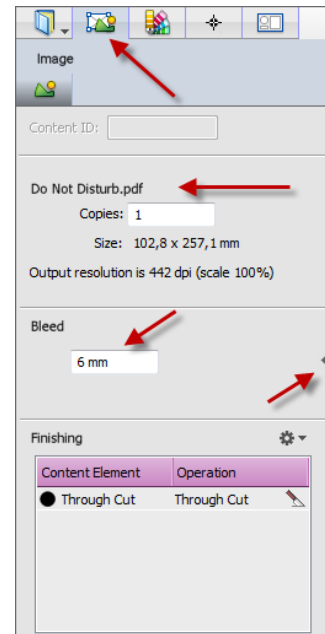 Image
Content ID:
Do Not Disturb.pdf
Copies: 1
Size: 102,8 x 257,1 mm
Output resolution is 442 dpi (scale 100%)
Bleed
6 mm
Finishing
Content Element Operation
Through Cut Through Cut